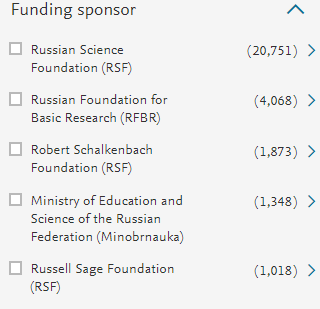 Funding sponsor
Russian Science (20,751)
Foundation (RSF)
Russian Foundation for (4,068)
Basic Research (RFBR)
Robert Schalkenbach (1,873)
Foundation (RSF)
Ministry of Education and (1,348)
Science of the Russian
Federation (Minobrnauka)
Russell Sage Foundation (1,018)
(RSF)